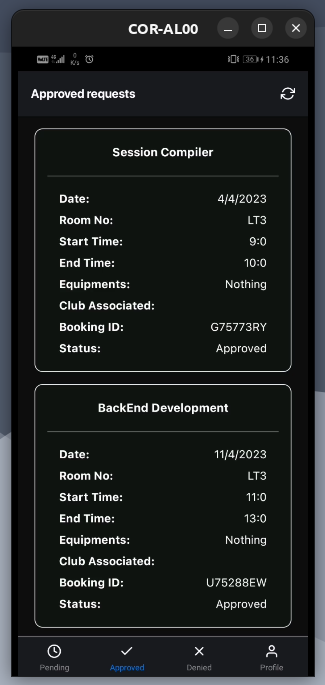 COR-AL00
0
K/s
36
11:36
Approved requests
Session Compiler
Date: 4/4/2023
Room No: LT3
Start Time: 9:0
End Time: 10:0
Equipments: Nothing
Club Associated:
Booking ID: G75773RY
Status: Approved
BackEnd Development
Date: 11/4/2023
Room No: LT3
Start Time: 11:0
End Time: 13:0
Equipments: Nothing
Club Associated:
Booking ID: U75288EW
Status: Approved
Pending Approved Denied Profile